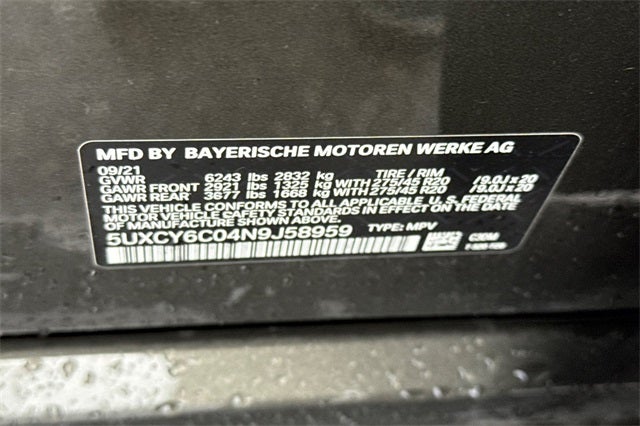 MFD BY BAYERISCHE MOTOREN WERKE AG
09/21 TIRE / RIM
GVWR 6243 lbs 2832 kg
GAWR FRONT 2921 lbs 1325 kg WITH 275/45 R20 /9.0J x 20
GAWR REAR 3677 lbs 1668 kg WITH 275/45 R20 /9.0J x 20
THIS VEHICLE CONFORMS TO ALL APPLICABLE U.S. FEDERAL
MOTOR VEHICLE SAFETY STANDARDS IN EFFECT ON THE DATE
OF MANUFACTURE SHOWN ABOVE.
5UXCY6C04N9J58959 TYPE: MPV
C3DM